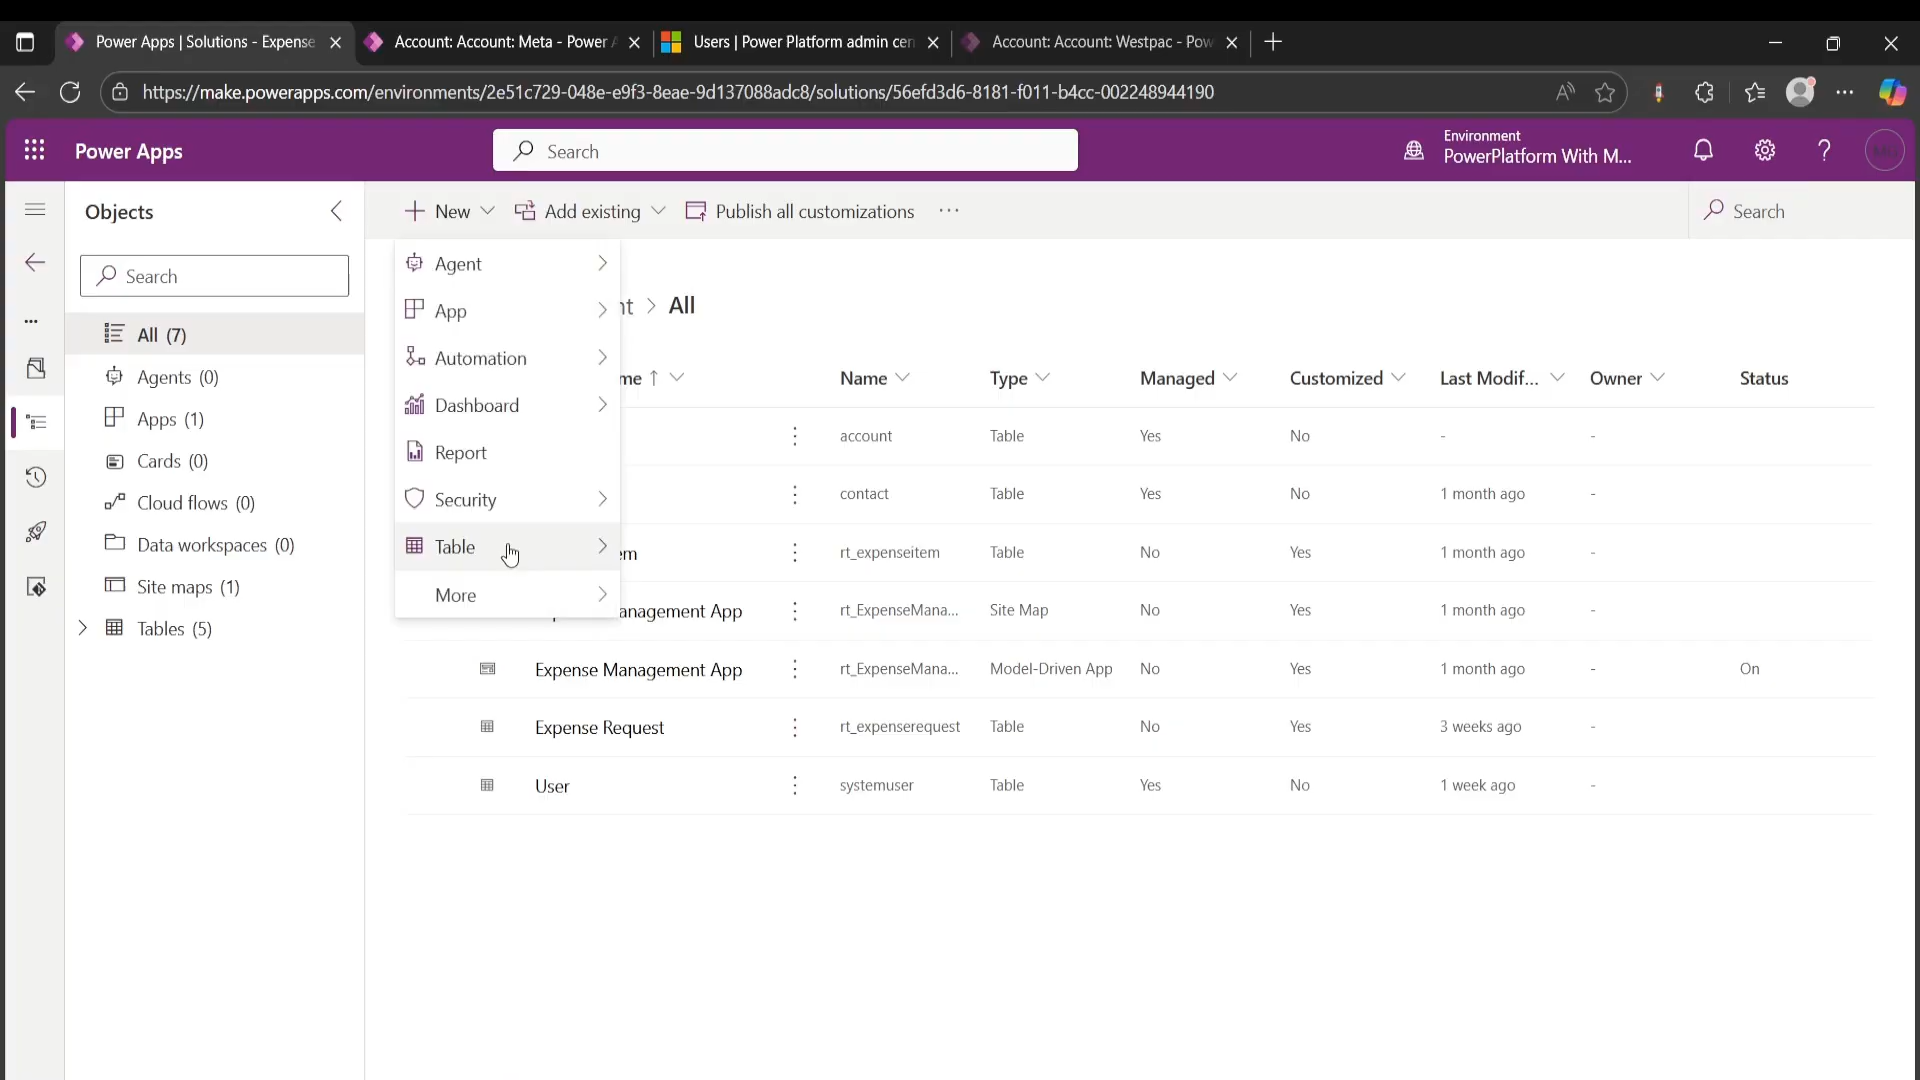 Power Apps | Solutions - Expense
Account: Account: Meta - Power A
Users | Power Platform admin cen
Account: Account: Westpac - Pow
https://make.powerapps.com/environments/2e51c729-048e-e9f3-8eae-9d137088adc8/solutions/56efd3d6-8181-f011-b4cc-002248944190
Power Apps
Search
Environment
PowerPlatform With M...
?
Objects
New
Add existing
Publish all customizations
...
Search
Search
All (7)
Agents (0)
Apps (1)
Cards (0)
Cloud flows (0)
Data workspaces (0)
Site maps (1)
Tables (5)
Agent
App
Automation
Dashboard
Report
Security
Table
More
nt > All
me ↑
Name
Type
Managed
Customized
Last Modif...
Owner
Status
account Table Yes No - -
contact Table Yes No 1 month ago -
em rt_expenseitem Table No Yes 1 month ago -
anagement App rt_ExpenseMana... Site Map No Yes 1 month ago -
Expense Management App rt_ExpenseMana... Model-Driven App No Yes 1 month ago - On
Expense Request rt_expenserequest Table No Yes 3 weeks ago -
User systemuser Table Yes No 1 week ago -